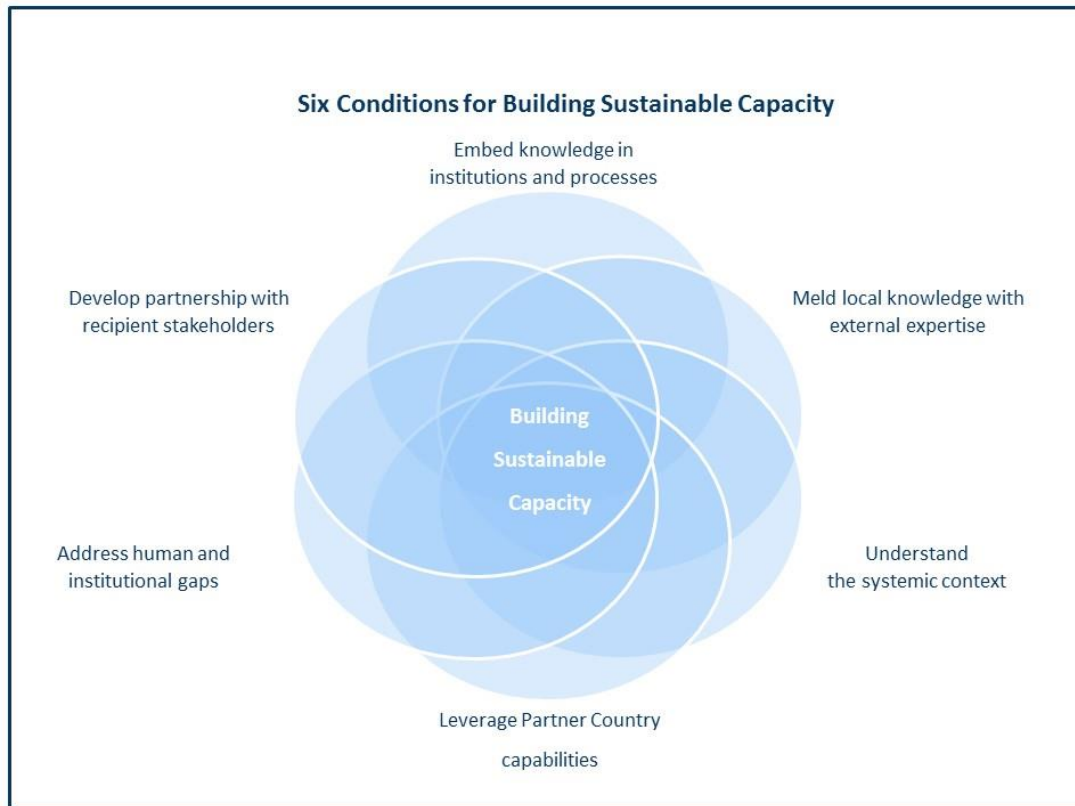 Six Conditions for Building Sustainable Capacity
Embed knowledge in
institutions and processes
Develop partnership with
recipient stakeholders
Meld local knowledge with
external expertise
Building
Sustainable
Capacity
Address human and
institutional gaps
Understand
the systemic context
Leverage Partner Country
capabilities